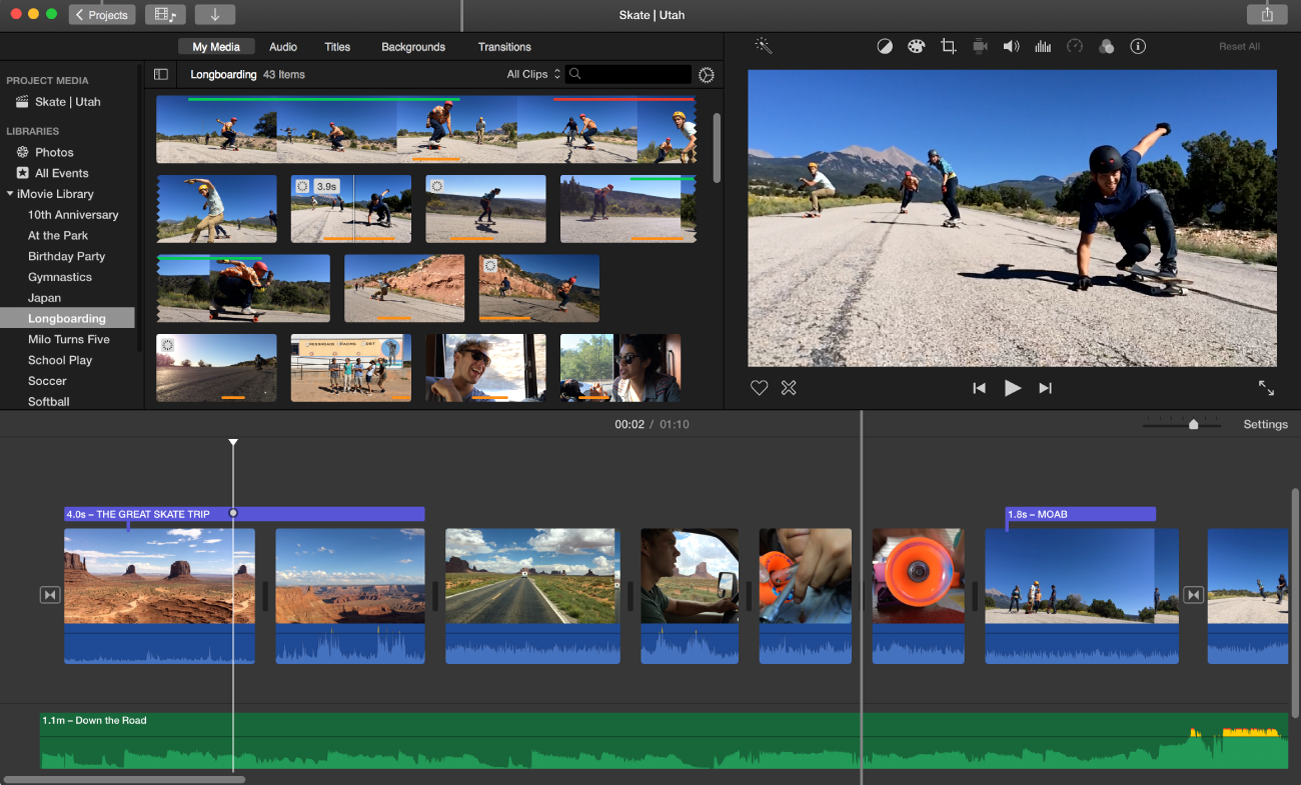 Projects
Skate | Utah
My Media Audio Titles Backgrounds Transitions
Reset All
PROJECT MEDIA
Skate | Utah
LIBRARIES
Photos
All Events
iMovie Library
10th Anniversary
At the Park
Birthday Party
Gymnastics
Japan
Longboarding
Milo Turns Five
School Play
Soccer
Softball
Longboarding 43 Items
All Clips
3.9s
00:02 / 01:10
Settings
4.0s – THE GREAT SKATE TRIP
1.8s – MOAB
1.1m – Down the Road